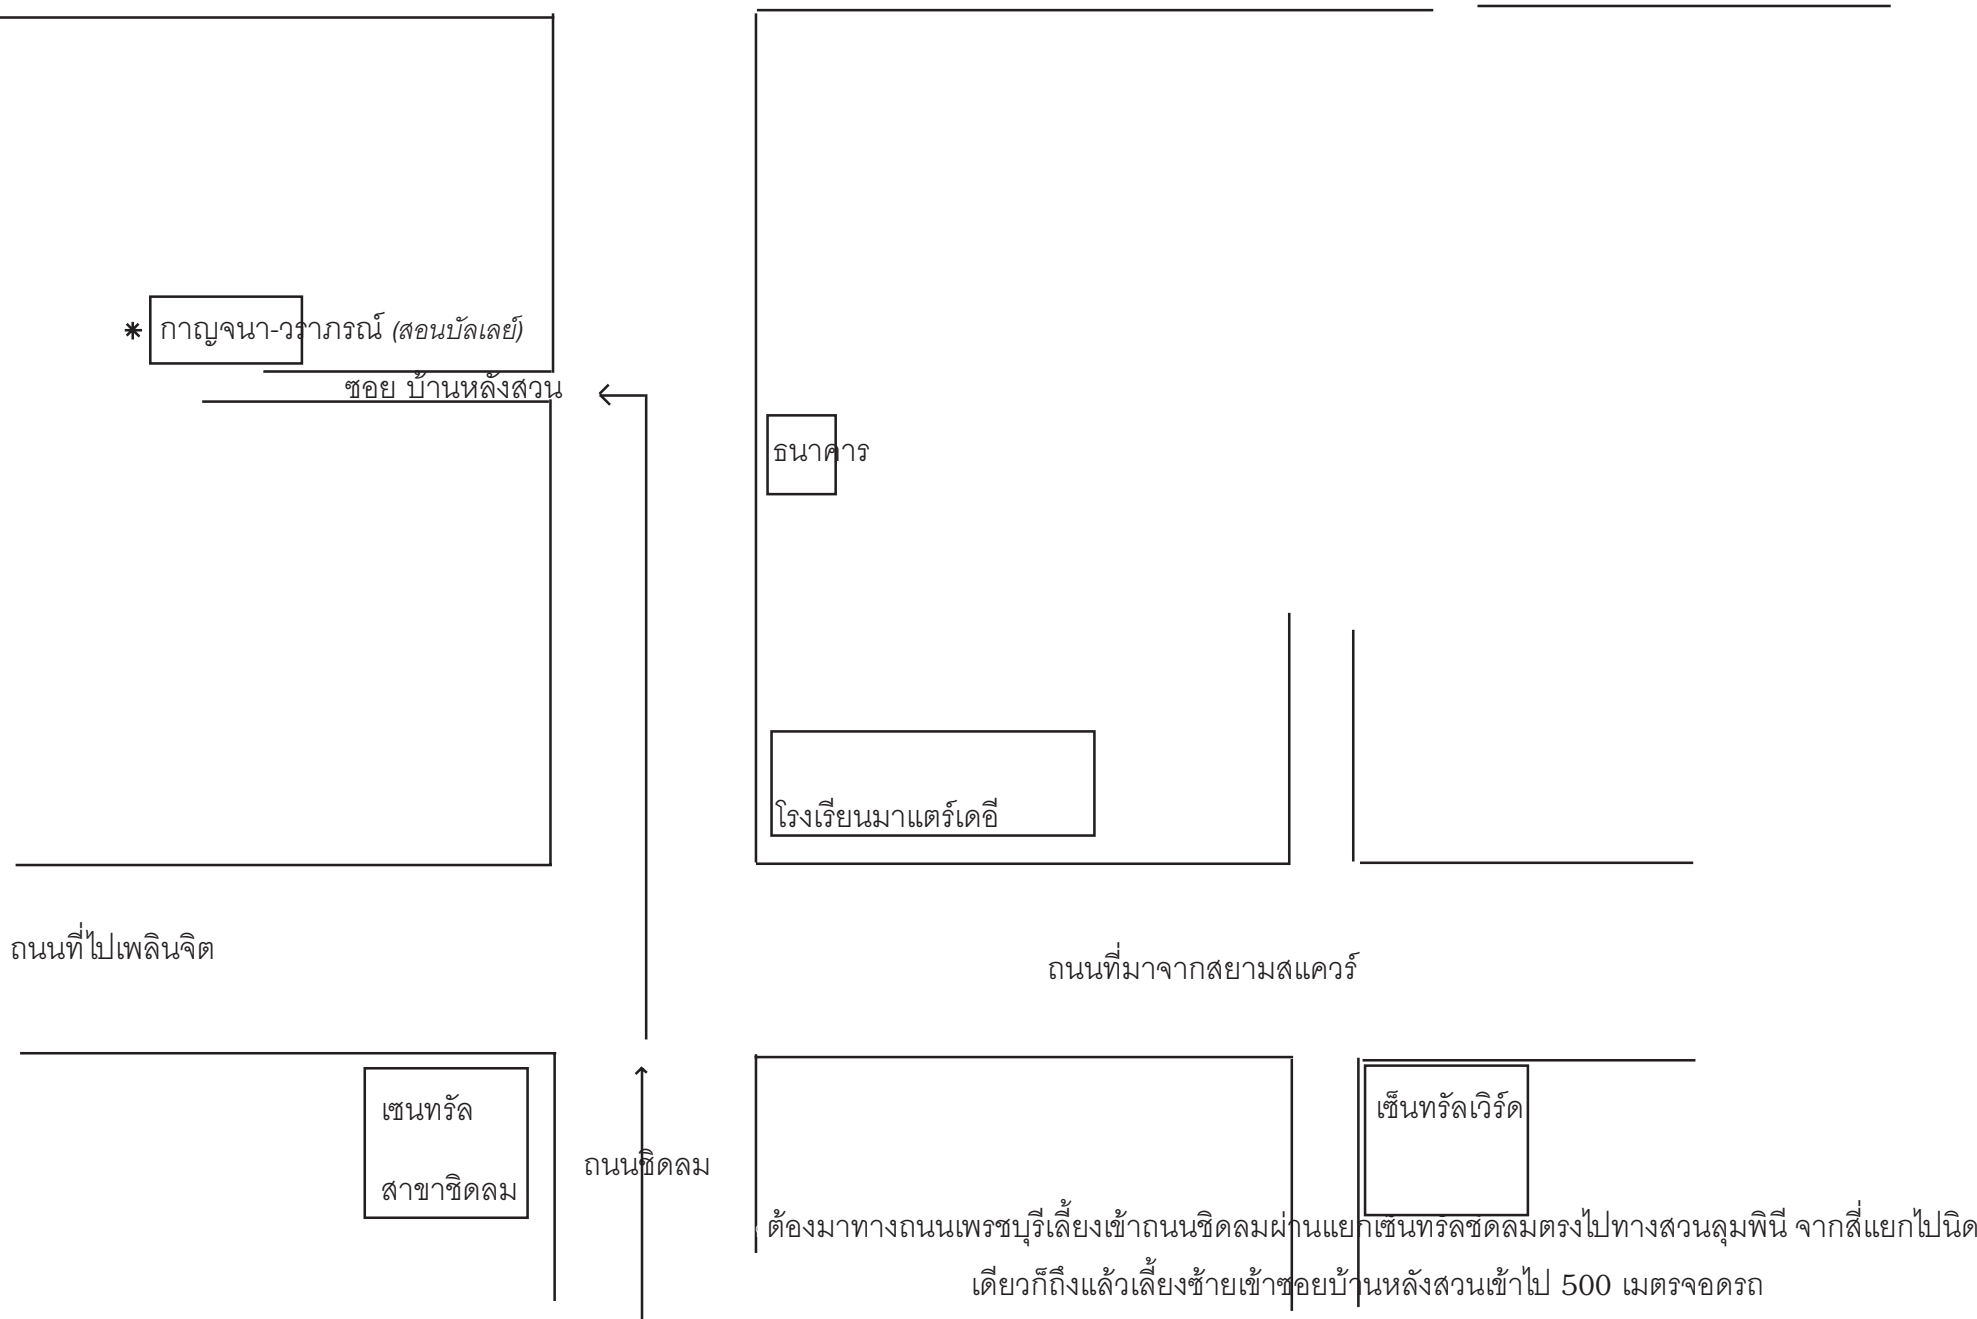 กาญจนา-วราภรณ์ (สอนบัลเลย์)
ซอย บ้านหลังสวน
ธนาคาร
โรงเรียนมาแตร์เดอี
ถนนที่ไปเพลินจิต
ถนนที่มาจากสยามสแควร์
เซนทรัล
สาขาชิดลม
ถนนชิดลม
เซ็นทรัลเวิร์ด
ต้องมาทางถนนเพรชบุรีเลี้ยงเข้าถนนชิดลมผ่านแยกเซ็นทรัลชิดลมตรงไปทางสวนลุมพินี จากสี่แยกไปนิด
เดียวก็ถึงแล้วเลี้ยงซ้ายเข้าซอยบ้านหลังสวนเข้าไป 500 เมตรจอดรถ